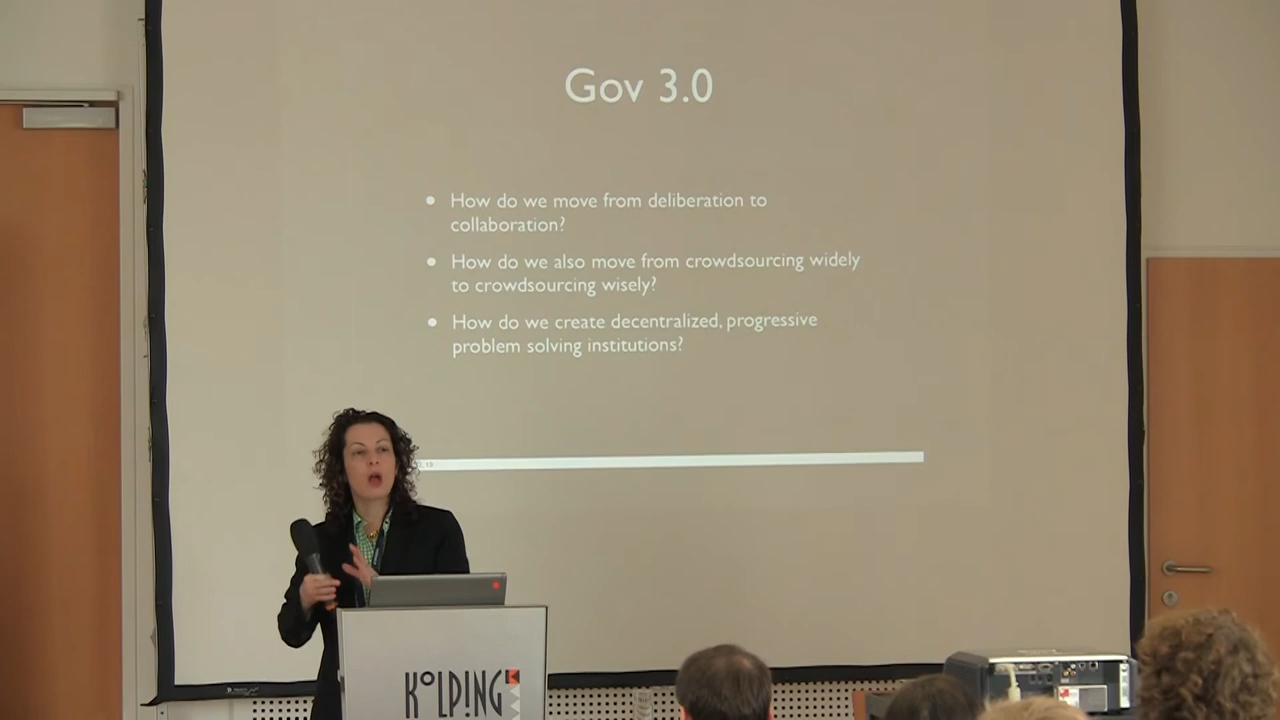 Gov 3.0
• How do we move from deliberation to
collaboration?
• How do we also move from crowdsourcing widely
to crowdsourcing wisely?
• How do we create decentralized, progressive
problem solving institutions?
KOLPING